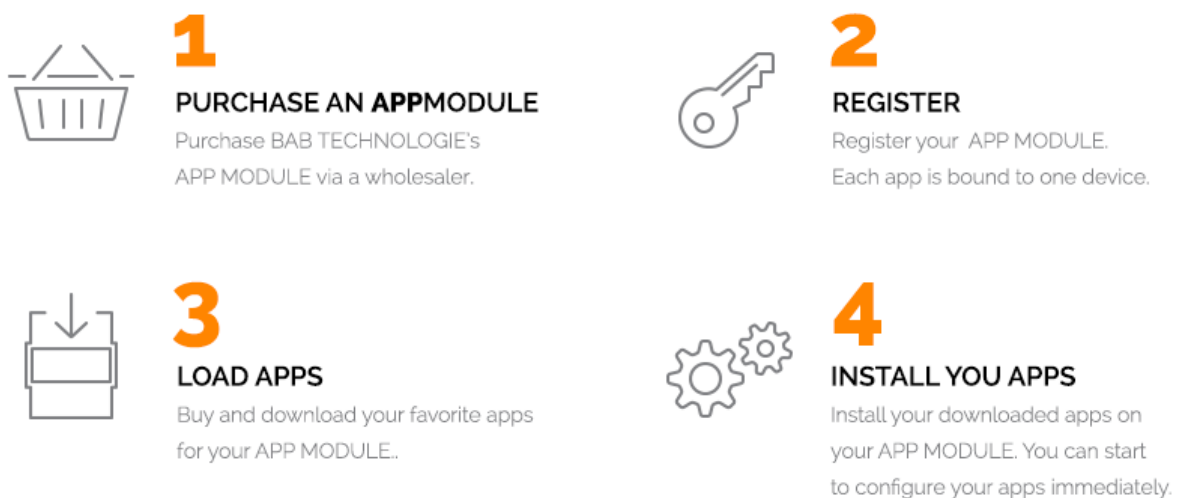 1
PURCHASE AN APPMODULE
Purchase BAB TECHNOLOGIE's
APP MODULE via a wholesaler.
2
REGISTER
Register your APP MODULE.
Each app is bound to one device.
3
LOAD APPS
Buy and download your favorite apps
for your APP MODULE..
4
INSTALL YOU APPS
Install your downloaded apps on
your APP MODULE. You can start
to configure your apps immediately.